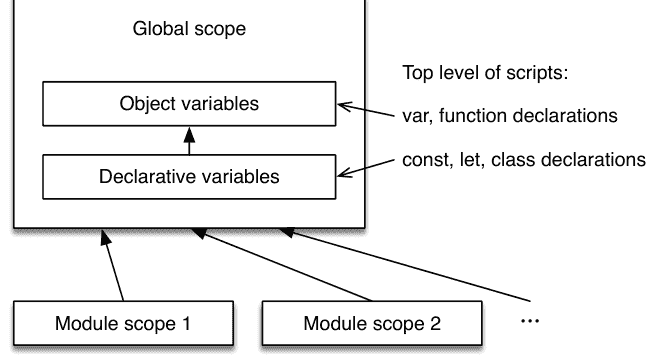 Global scope
Top level of scripts:
Object variables
var, function declarations
const, let, class declarations
Declarative variables
Module scope 1
Module scope 2
...